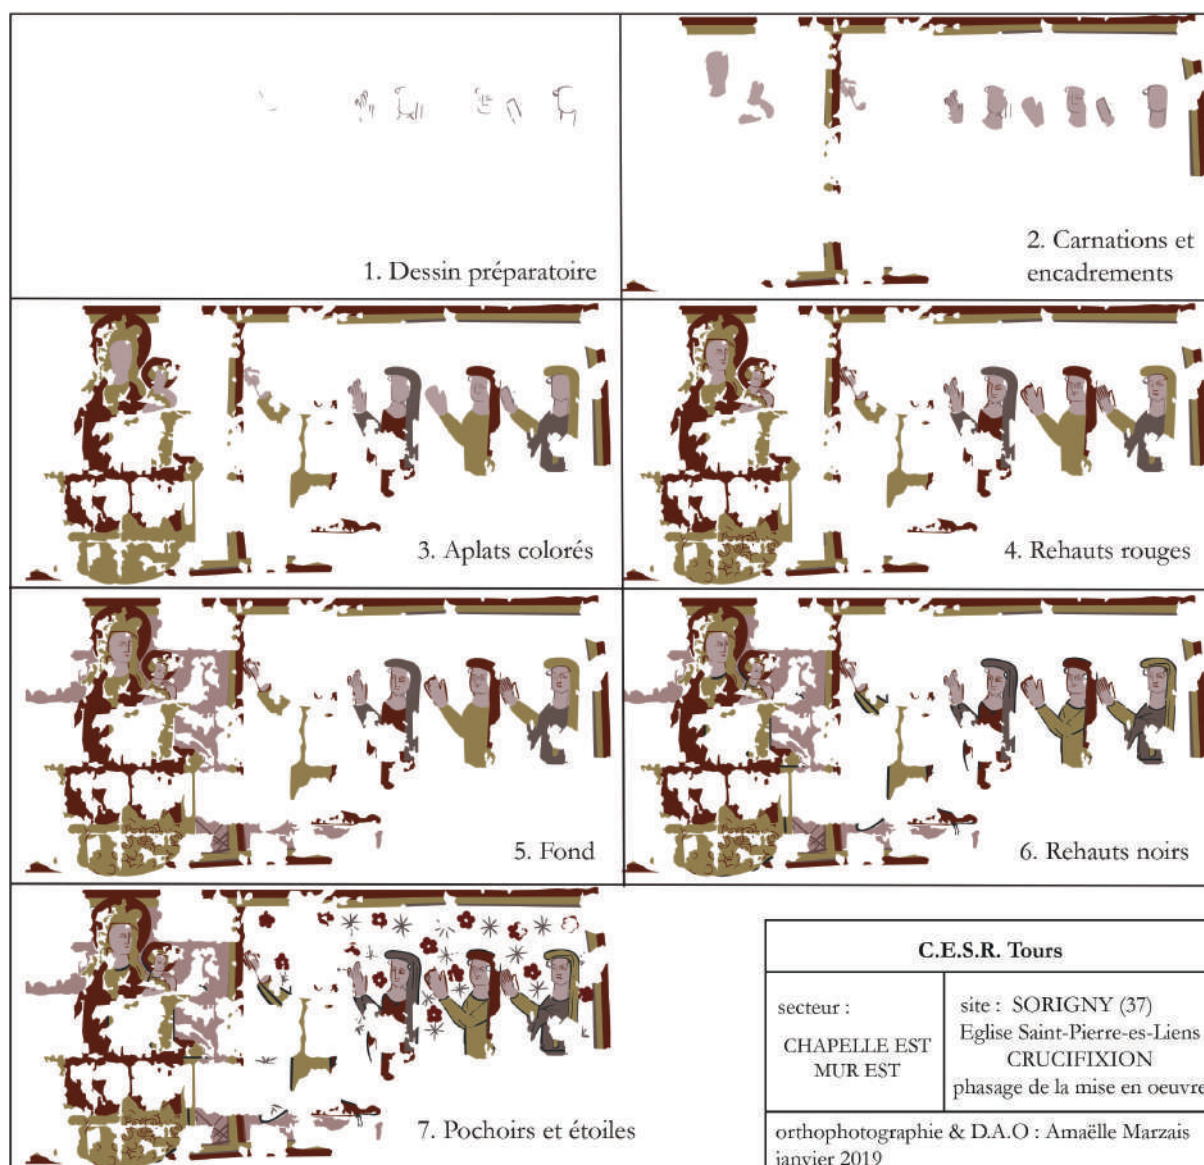 1. Dessin préparatoire
2. Carnations et
encadrements
3. Aplats colorés
4. Rehauts rouges
5. Fond
6. Rehauts noirs
7. Pochoirs et étoiles
C.E.S.R. Tours
secteur :
CHAPELLE EST
MUR EST
site : SORIGNY (37)
Eglise Saint-Pierre-es-Liens
CRUCIFIXION
phasage de la mise en oeuvre
orthophotographie & D.A.O : Amaëlle Marzais
janvier 2019